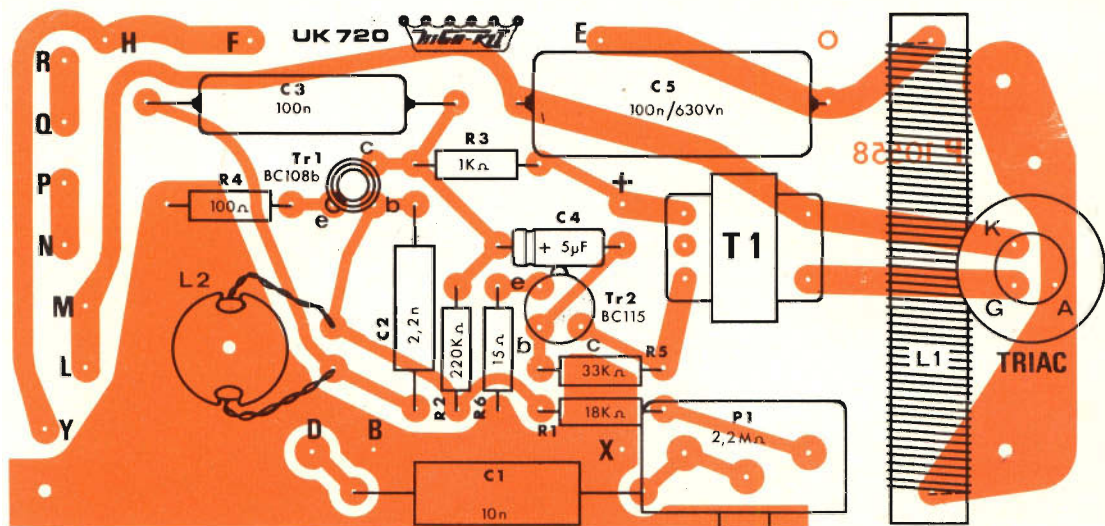 H
F
UK 720
HIGH-KIT
E
R
Q
P
N
M
L
Y
C3
100n
C5
100n/630Vn
P 10558
Tr1
BC108b
c
e
b
R3
1KΩ
R4
100Ω
+
C4
+ 5µF
T1
K
G
A
TRIAC
L1
L2
C2
2,2n
220KΩ
R2
15Ω
R6
e
Tr2
BC115
b
c
R5
33KΩ
18KΩ
R1
P1
2,2MΩ
D
B
X
C1
10n